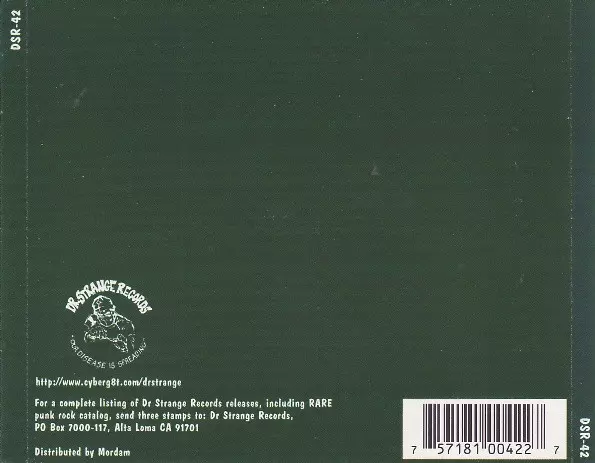 DSR-42
DR. STRANGE RECORDS
"OUR DISEASE IS SPREADING"
http://www.cyberg8t.com/drstrange
For a complete listing of Dr Strange Records releases, including RARE
punk rock catalog, send three stamps to: Dr Strange Records,
PO Box 7000-117, Alta Loma CA 91701
Distributed by Mordam
7 57181 00422 7
DSR-42